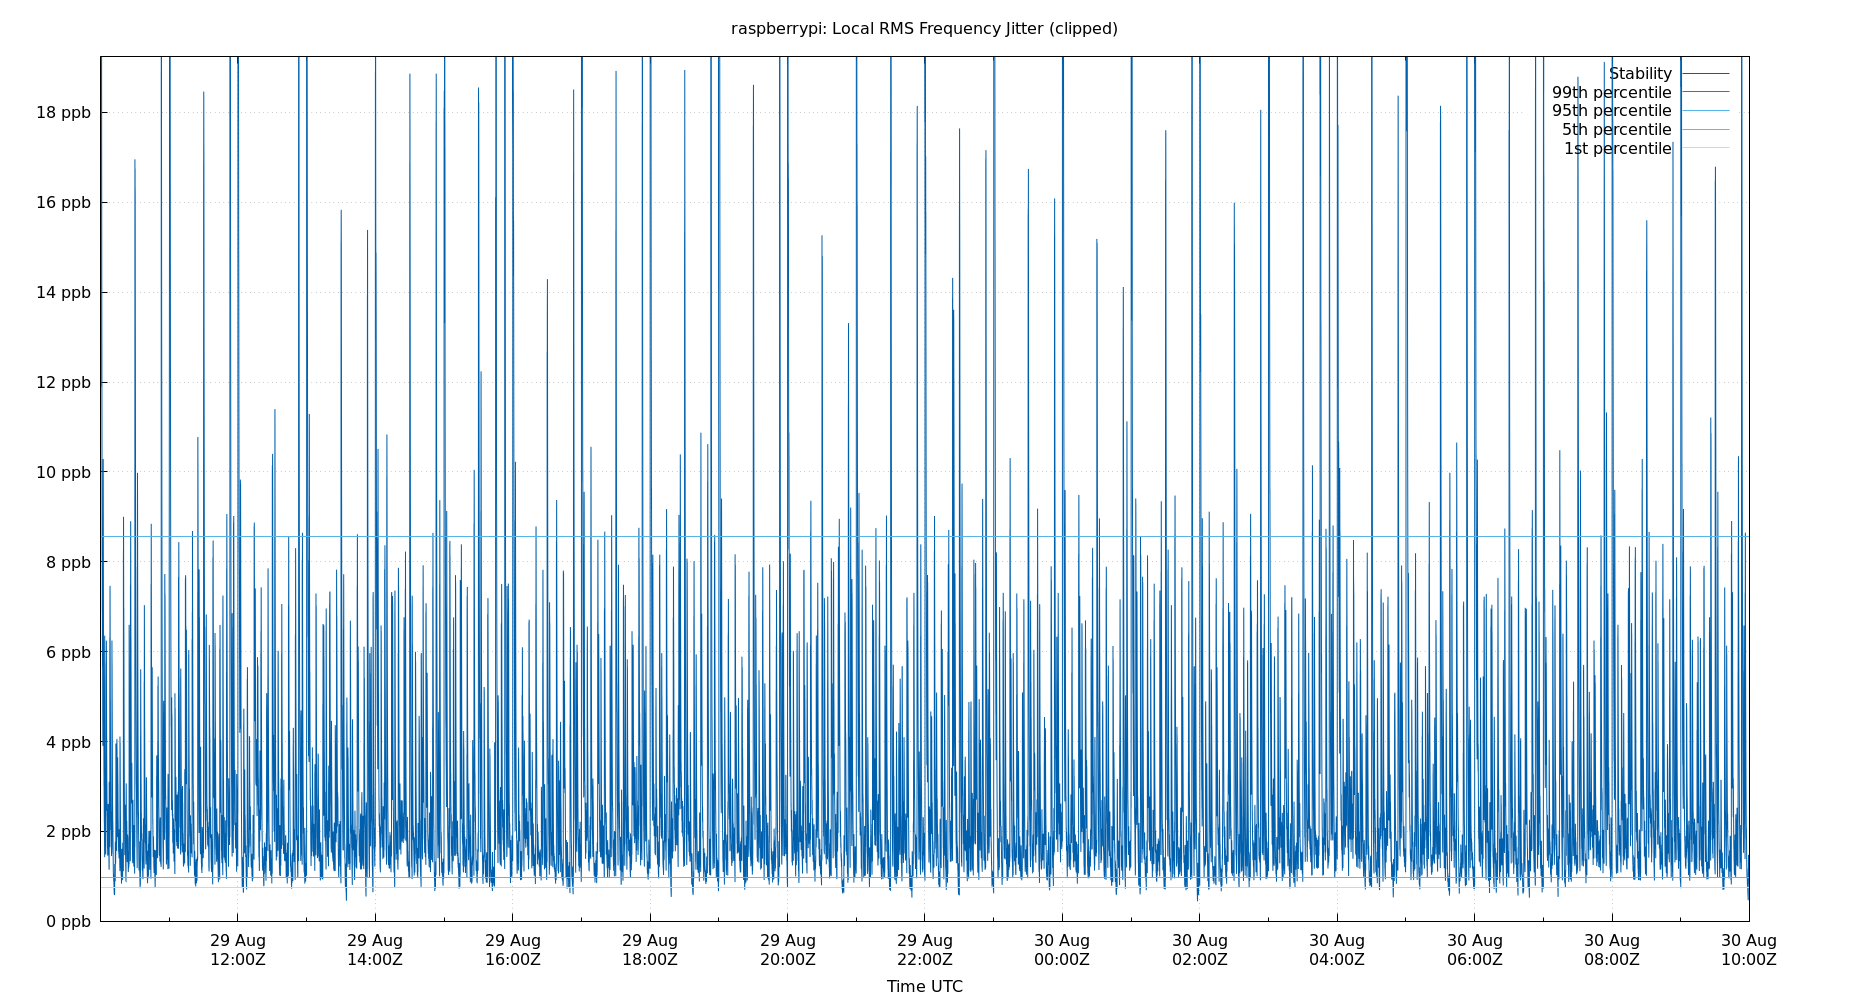 raspberrypi: Local RMS Frequency Jitter (clipped)
Stability
99th percentile
95th percentile
5th percentile
1st percentile
18 ppb
16 ppb
14 ppb
12 ppb
10 ppb
8 ppb
6 ppb
4 ppb
2 ppb
0 ppb
29 Aug 29 Aug 29 Aug 29 Aug 29 Aug 29 Aug 30 Aug 30 Aug 30 Aug 30 Aug 30 Aug 30 Aug
12:00Z 14:00Z 16:00Z 18:00Z 20:00Z 22:00Z 00:00Z 02:00Z 04:00Z 06:00Z 08:00Z 10:00Z
Time UTC